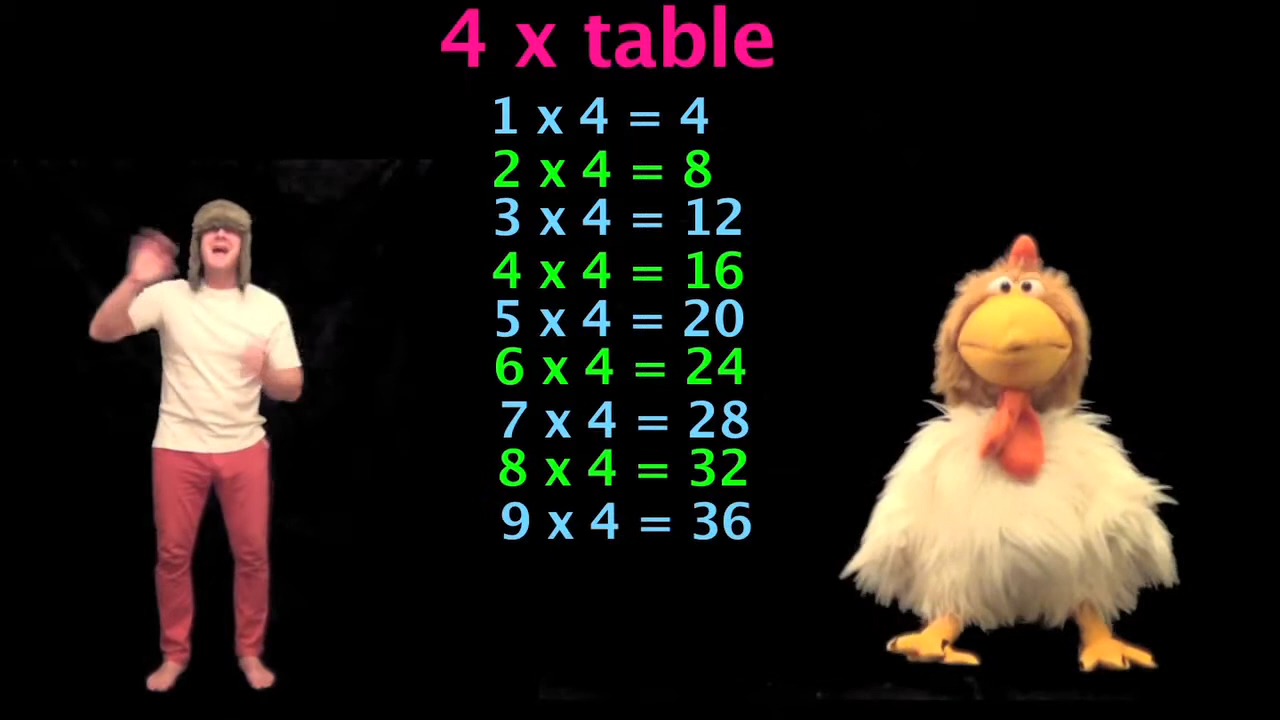 4 x table
1 x 4 = 4
2 x 4 = 8
3 x 4 = 12
4 x 4 = 16
5 x 4 = 20
6 x 4 = 24
7 x 4 = 28
8 x 4 = 32
9 x 4 = 36